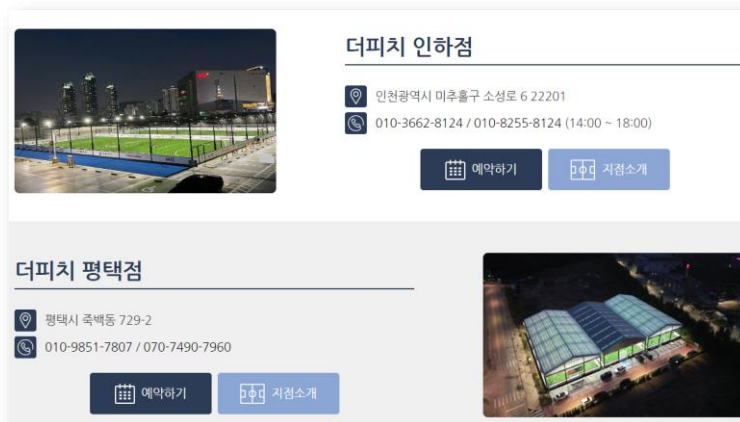 더피치 인하점
인천광역시 미추홀구 소성로 6 22201
010-3662-8124 / 010-8255-8124 (14:00 ~ 18:00)
예약하기
지점소개
더피치 평택점
평택시 죽백동 729-2
010-9851-7807 / 070-7490-7960
예약하기
지점소개